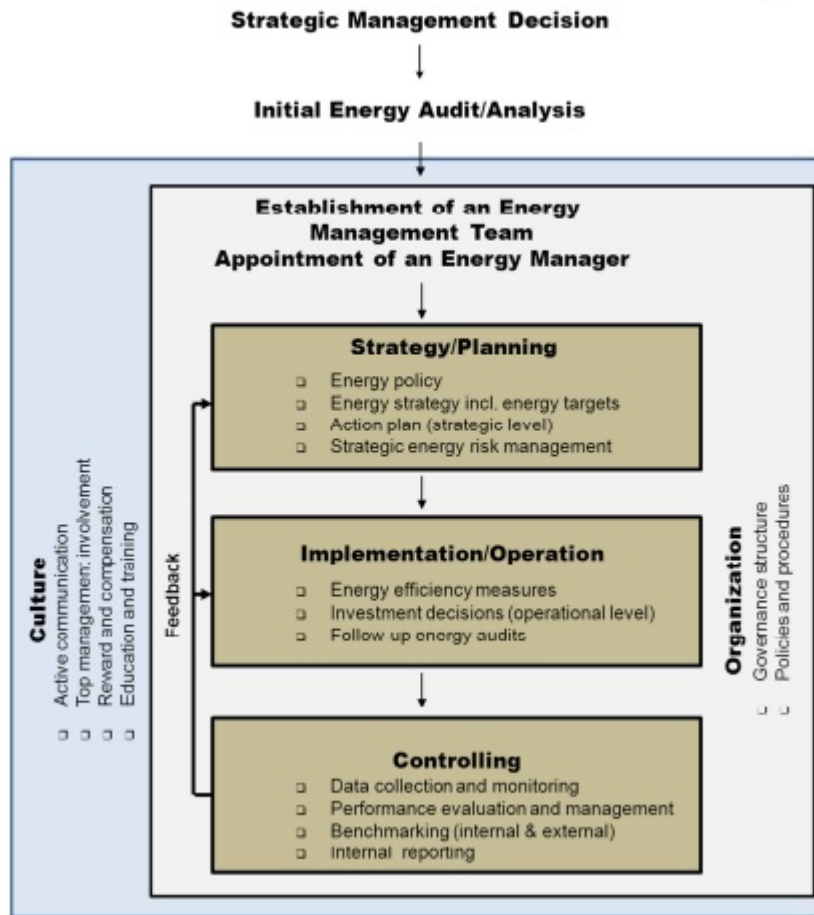 Strategic Management Decision
Initial Energy Audit/Analysis
Establishment of an Energy
Management Team
Appointment of an Energy Manager
Strategy/Planning
Energy policy
Energy strategy incl. energy targets
Action plan (strategic level)
Strategic energy risk management
Implementation/Operation
Energy efficiency measures
Investment decisions (operational level)
Follow up energy audits
Controlling
Data collection and monitoring
Performance evaluation and management
Benchmarking (internal & external)
Internal reporting
Feedback
Culture
Active communication
Top management involvement
Reward and compensation
Education and training
Organization
Governance structure
Policies and procedures